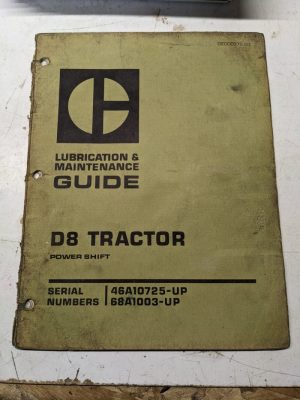 LUBRICATION &
MAINTENANCE
GUIDE
D8 TRACTOR
POWER SHIFT
SERIAL 46A10725-UP
NUMBERS 68A1003-UP